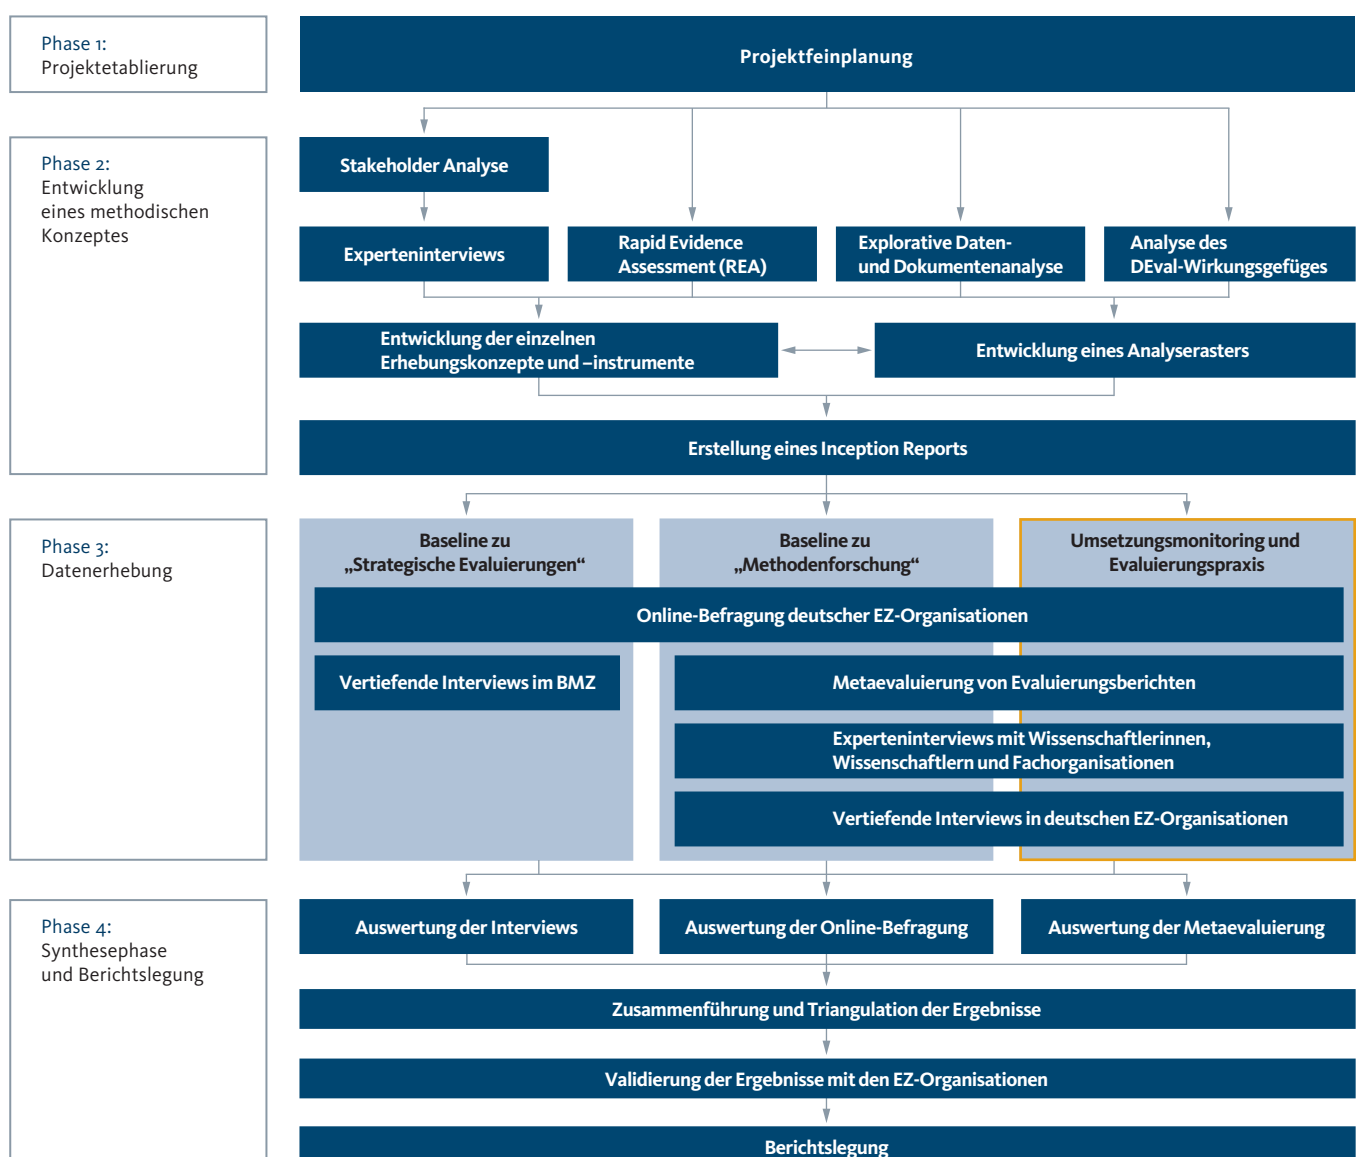 Phase 1:
Projektetablierung
Projektfeinplanung
Phase 2:
Entwicklung
eines methodischen
Konzeptes
Stakeholder Analyse
Experteninterviews
Rapid Evidence
Assessment (REA)
Explorative Daten-
und Dokumentenanalyse
Analyse des
DEval-Wirkungsgefüges
Entwicklung der einzelnen
Erhebungskonzepte und –instrumente
Entwicklung eines Analyserasters
Erstellung eines Inception Reports
Phase 3:
Datenerhebung
Baseline zu
„Strategische Evaluierungen“
Baseline zu
„Methodenforschung“
Umsetzungsmonitoring und
Evaluierungspraxis
Online-Befragung deutscher EZ-Organisationen
Vertiefende Interviews im BMZ
Metaevaluierung von Evaluierungsberichten
Experteninterviews mit Wissenschaftlerinnen,
Wissenschaftlern und Fachorganisationen
Vertiefende Interviews in deutschen EZ-Organisationen
Phase 4:
Synthesephase
und Berichtslegung
Auswertung der Interviews
Auswertung der Online-Befragung
Auswertung der Metaevaluierung
Zusammenführung und Triangulation der Ergebnisse
Validierung der Ergebnisse mit den EZ-Organisationen
Berichtslegung